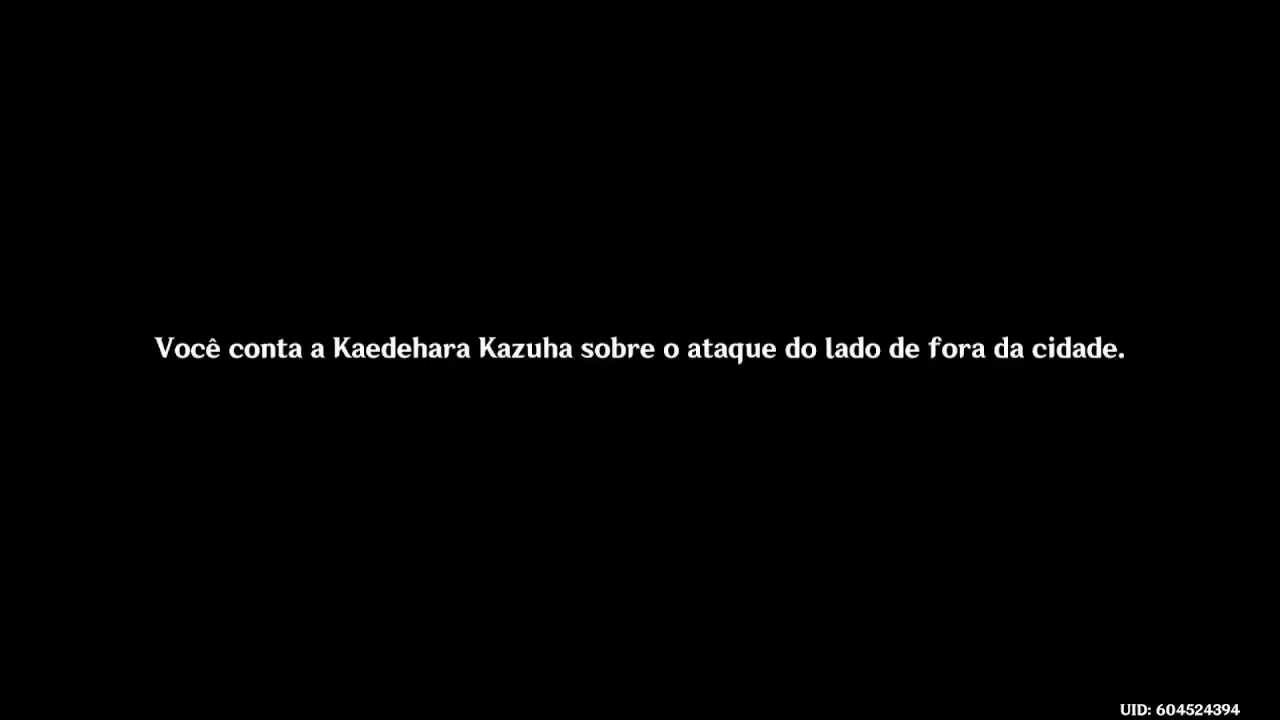 Você conta a Kaedehara Kazuha sobre o ataque do lado de fora da cidade.
UID: 604524394